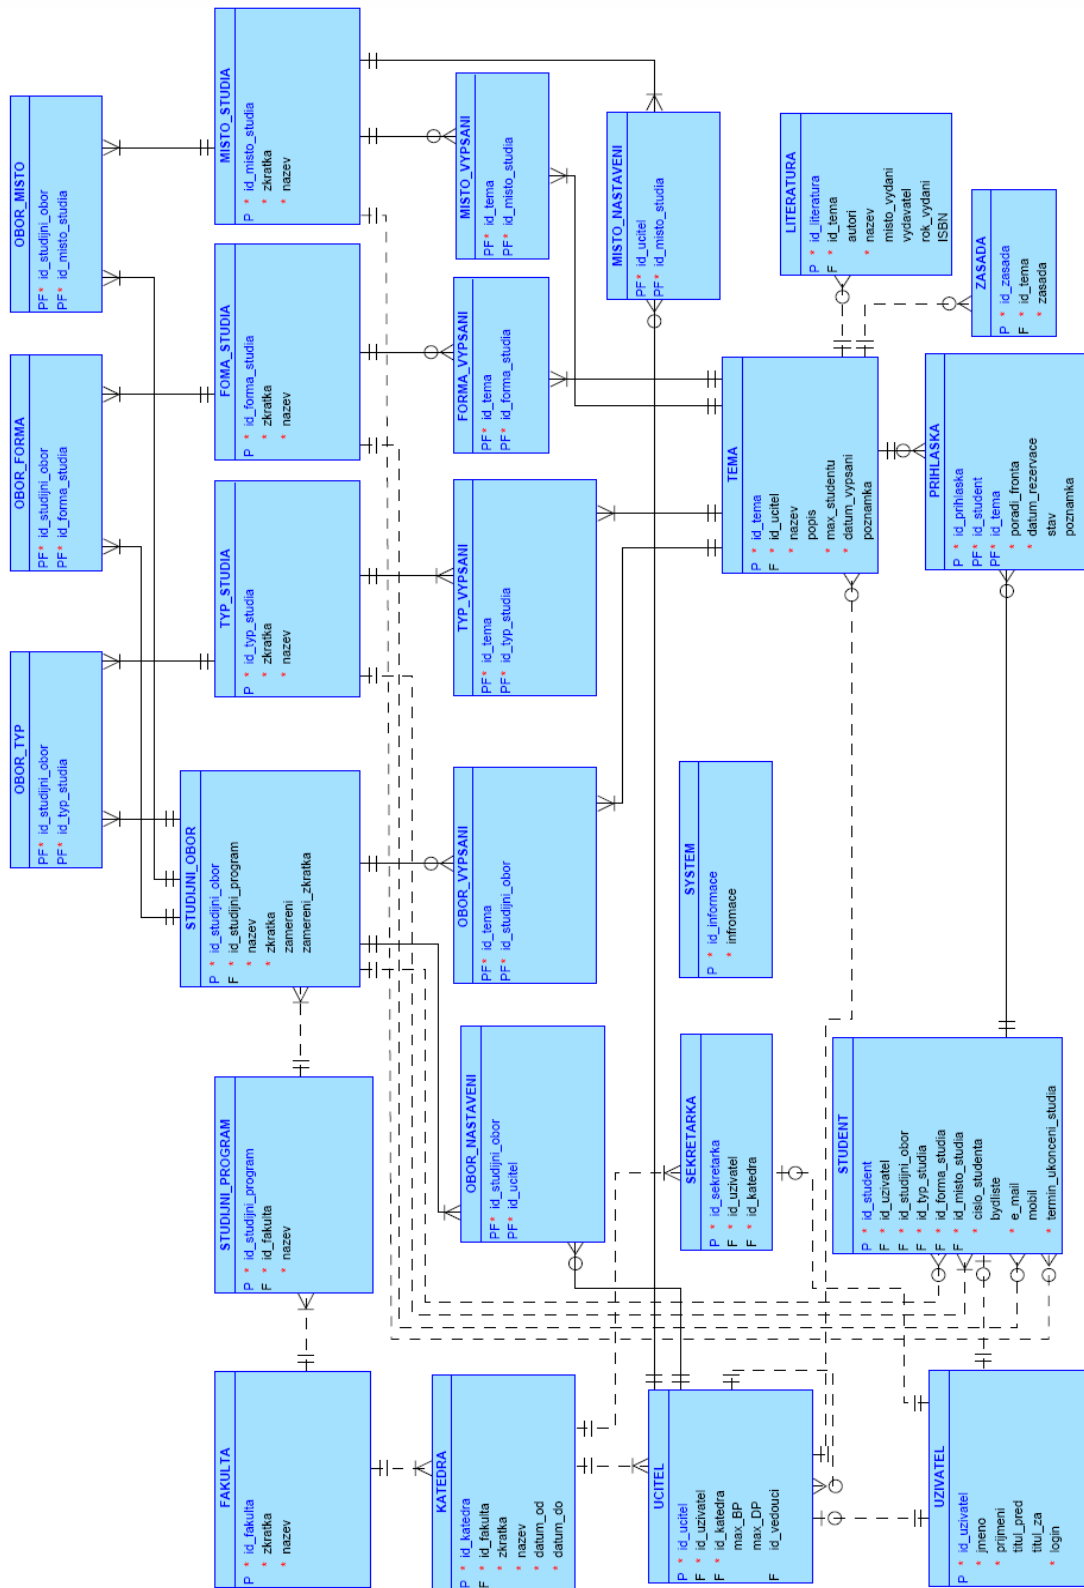 OBOR_TYP
PF* id_studijni_obor
PF* id_typ_studia
OBOR_FORMA
PF* id_studijni_obor
PF* id_forma_studia
OBOR_MISTO
PF* id_studijni_obor
PF* id_misto_studia
FAKULTA
P * id_fakulta
* zkratka
* nazev
STUDIJNI_PROGRAM
P * id_studijni_program
F * id_fakulta
* nazev
STUDIJNI_OBOR
P * id_studijni_obor
F * id_studijni_program
* nazev
* zkratka
zamereni
zamereni_zkratka
TYP_STUDIA
P * id_typ_studia
* zkratka
* nazev
FOMA_STUDIA
P * id_forma_studia
* zkratka
* nazev
MISTO_STUDIA
P * id_misto_studia
* zkratka
* nazev
KATEDRA
P * id_katedra
F * id_fakulta
* zkratka
* nazev
* datum_od
* datum_do
OBOR_NASTAVENI
PF* id_studijni_obor
PF* id_ucitel
OBOR_VYPSANI
PF* id_tema
PF* id_studijni_obor
TYP_VYPSANI
PF* id_tema
PF* id_typ_studia
FORMA_VYPSANI
PF* id_tema
PF* id_forma_studia
MISTO_VYPSANI
PF* id_tema
PF* id_misto_studia
MISTO_NASTAVENI
PF* id_ucitel
PF* id_misto_studia
UCITEL
P * id_ucitel
F * id_uzivatel
F * id_katedra
max_BP
max_DP
F id_vedouci
SEKRETARKA
P * id_sekretarka
F * id_uzivatel
F * id_katedra
SYSTEM
P * id_informace
* infromace
TEMA
P * id_tema
F * id_ucitel
* nazev
popis
* max_studentu
* datum_vypsani
poznamka
LITERATURA
P * id_literatura
F * id_tema
autori
* nazev
misto_vydani
vydavatel
rok_vydani
ISBN
ZASADA
P * id_zasada
F * id_tema
* zasada
UZIVATEL
P * id_uzivatel
* jmeno
* prijmeni
titul_pred
titul_za
* login
STUDENT
P * id_student
F * id_uzivatel
F * id_studijni_obor
F * id_typ_studia
F * id_forma_studia
F * id_misto_studia
* cislo_studenta
bydliste
* e_mail
mobil
* termin_ukonceni_studia
PRIHLASKA
P * id_prihlaska
PF* id_student
PF* id_tema
* poradi_fronta
* datum_rezervace
stav
poznamka